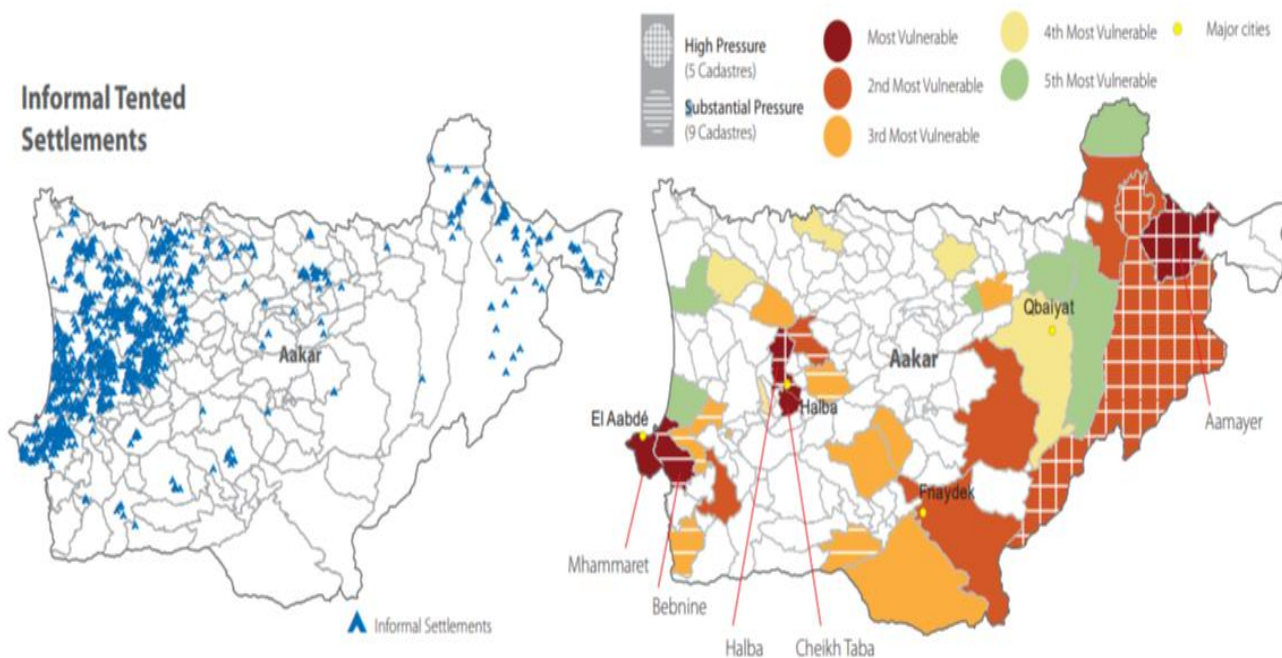 Informal Tented
Settlements
Aakar
Informal Settlements
High Pressure
(5 Cadastres)
Substantial Pressure
(9 Cadastres)
Most Vulnerable
2nd Most Vulnerable
3rd Most Vulnerable
4th Most Vulnerable
5th Most Vulnerable
Major cities
Qbaiyat
Aakar
Halba
El Aabdé
Aamayer
Fnaydek
Mhammaret
Bebnine
Halba
Cheikh Taba